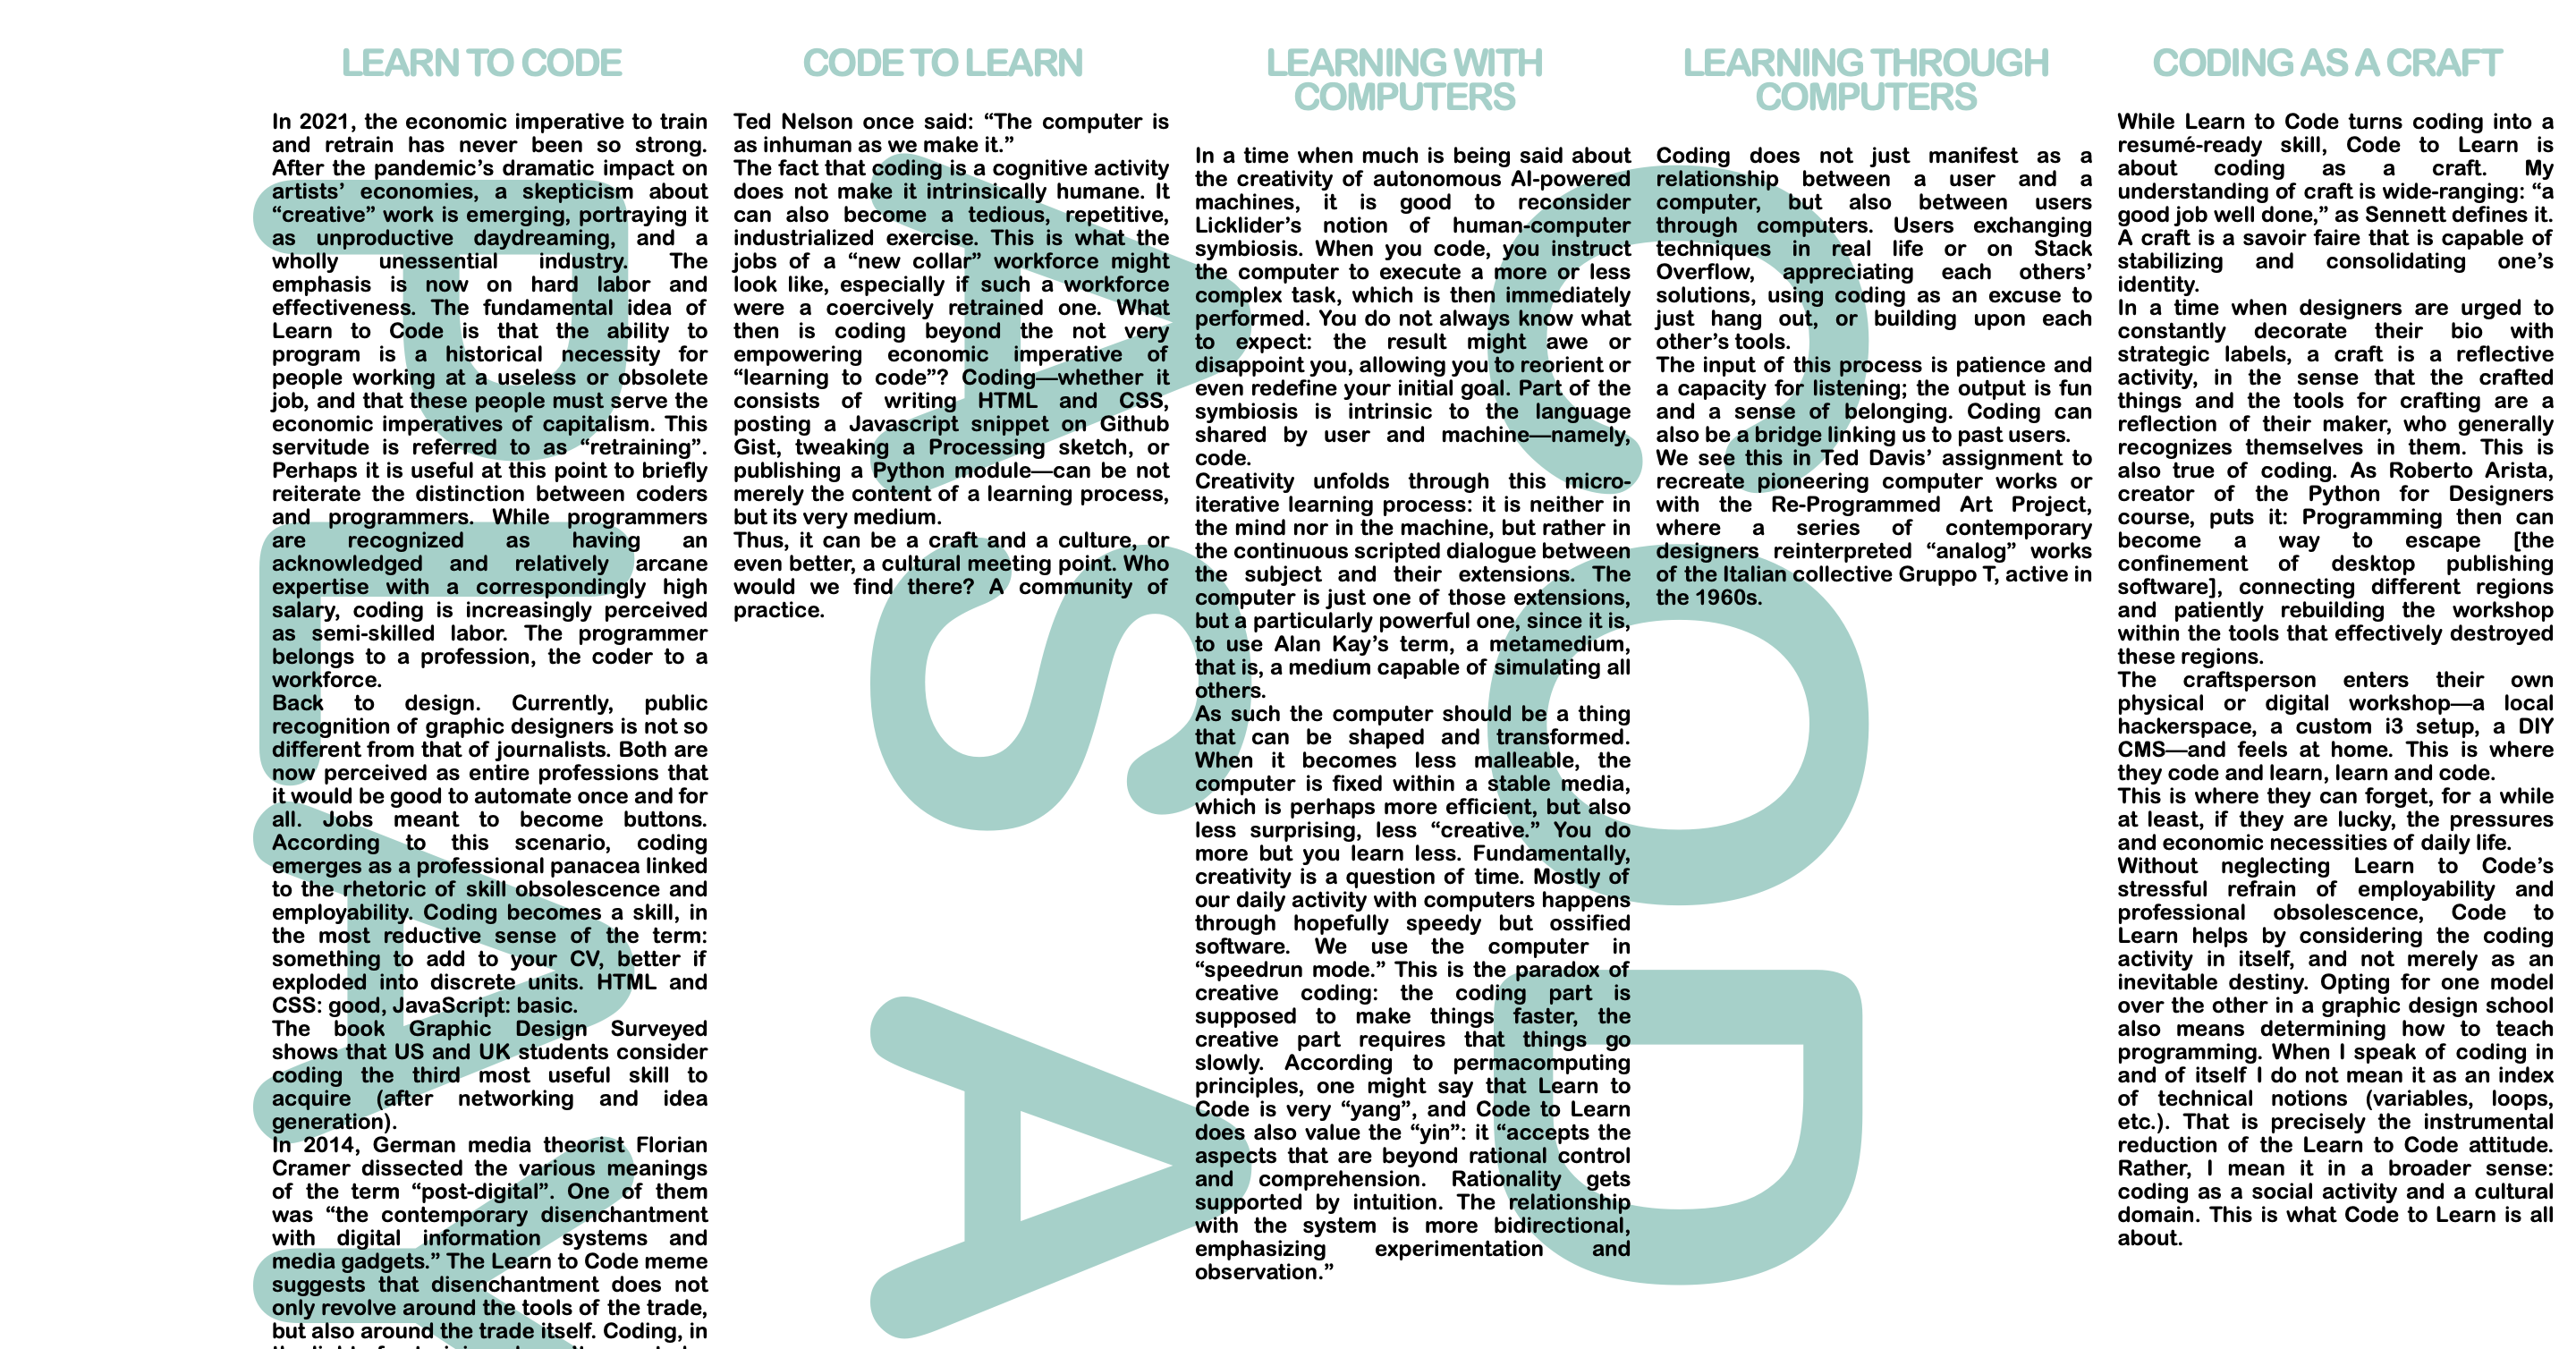 LEARN TO CODE
In 2021, the economic imperative to train
and retrain has never been so strong.
After the pandemic’s dramatic impact on
artists’ economies, a skepticism about
“creative” work is emerging, portraying it
as unproductive daydreaming, and a
wholly unessential industry. The
emphasis is now on hard labor and
effectiveness. The fundamental idea of
Learn to Code is that the ability to
program is a historical necessity for
people working at a useless or obsolete
job, and that these people must serve the
economic imperatives of capitalism. This
servitude is referred to as “retraining”.
Perhaps it is useful at this point to briefly
reiterate the distinction between coders
and programmers. While programmers
are recognized as having an
acknowledged and relatively arcane
expertise with a correspondingly high
salary, coding is increasingly perceived
as semi-skilled labor. The programmer
belongs to a profession, the coder to a
workforce.
Back to design. Currently, public
recognition of graphic designers is not so
different from that of journalists. Both are
now perceived as entire professions that
it would be good to automate once and for
all. Jobs meant to become buttons.
According to this scenario, coding
emerges as a professional panacea linked
to the rhetoric of skill obsolescence and
employability. Coding becomes a skill, in
the most reductive sense of the term:
something to add to your CV, better if
exploded into discrete units. HTML and
CSS: good, JavaScript: basic.
The book Graphic Design Surveyed
shows that US and UK students consider
coding the third most useful skill to
acquire (after networking and idea
generation).
In 2014, German media theorist Florian
Cramer dissected the various meanings
of the term “post-digital”. One of them
was “the contemporary disenchantment
with digital information systems and
media gadgets.” The Learn to Code meme
suggests that disenchantment does not
only revolve around the tools of the trade,
but also around the trade itself. Coding, in
CODE TO LEARN
Ted Nelson once said: “The computer is
as inhuman as we make it.”
The fact that coding is a cognitive activity
does not make it intrinsically humane. It
can also become a tedious, repetitive,
industrialized exercise. This is what the
jobs of a “new collar” workforce might
look like, especially if such a workforce
were a coercively retrained one. What
then is coding beyond the not very
empowering economic imperative of
“learning to code”? Coding—whether it
consists of writing HTML and CSS,
posting a Javascript snippet on Github
Gist, tweaking a Processing sketch, or
publishing a Python module—can be not
merely the content of a learning process,
but its very medium.
Thus, it can be a craft and a culture, or
even better, a cultural meeting point. Who
would we find there? A community of
practice.
LEARNING WITH
COMPUTERS
In a time when much is being said about
the creativity of autonomous AI-powered
machines, it is good to reconsider
Licklider’s notion of human-computer
symbiosis. When you code, you instruct
the computer to execute a more or less
complex task, which is then immediately
performed. You do not always know what
to expect: the result might awe or
disappoint you, allowing you to reorient or
even redefine your initial goal. Part of the
symbiosis is intrinsic to the language
shared by user and machine—namely,
code.
Creativity unfolds through this micro-
iterative learning process: it is neither in
the mind nor in the machine, but rather in
the continuous scripted dialogue between
the subject and their extensions. The
computer is just one of those extensions,
but a particularly powerful one, since it is,
to use Alan Kay’s term, a metamedium,
that is, a medium capable of simulating all
others.
As such the computer should be a thing
that can be shaped and transformed.
When it becomes less malleable, the
computer is fixed within a stable media,
which is perhaps more efficient, but also
less surprising, less “creative.” You do
more but you learn less. Fundamentally,
creativity is a question of time. Mostly of
our daily activity with computers happens
through hopefully speedy but ossified
software. We use the computer in
“speedrun mode.” This is the paradox of
creative coding: the coding part is
supposed to make things faster, the
creative part requires that things go
slowly. According to permacomputing
principles, one might say that Learn to
Code is very “yang”, and Code to Learn
does also value the “yin”: it “accepts the
aspects that are beyond rational control
and comprehension. Rationality gets
supported by intuition. The relationship
with the system is more bidirectional,
emphasizing experimentation and
observation.”
LEARNING THROUGH
COMPUTERS
Coding does not just manifest as a
relationship between a user and a
computer, but also between users
through computers. Users exchanging
techniques in real life or on Stack
Overflow, appreciating each others’
solutions, using coding as an excuse to
just hang out, or building upon each
other’s tools.
The input of this process is patience and
a capacity for listening; the output is fun
and a sense of belonging. Coding can
also be a bridge linking us to past users.
We see this in Ted Davis’ assignment to
recreate pioneering computer works or
with the Re-Programmed Art Project,
where a series of contemporary
designers reinterpreted “analog” works
of the Italian collective Gruppo T, active in
the 1960s.
CODING AS A CRAFT
While Learn to Code turns coding into a
resumé-ready skill, Code to Learn is
about coding as a craft. My
understanding of craft is wide-ranging: “a
good job well done,” as Sennett defines it.
A craft is a savoir faire that is capable of
stabilizing and consolidating one’s
identity.
In a time when designers are urged to
constantly decorate their bio with
strategic labels, a craft is a reflective
activity, in the sense that the crafted
things and the tools for crafting are a
reflection of their maker, who generally
recognizes themselves in them. This is
also true of coding. As Roberto Arista,
creator of the Python for Designers
course, puts it: Programming then can
become a way to escape [the
confinement of desktop publishing
software], connecting different regions
and patiently rebuilding the workshop
within the tools that effectively destroyed
these regions.
The craftsperson enters their own
physical or digital workshop—a local
hackerspace, a custom i3 setup, a DIY
CMS—and feels at home. This is where
they code and learn, learn and code.
This is where they can forget, for a while
at least, if they are lucky, the pressures
and economic necessities of daily life.
Without neglecting Learn to Code’s
stressful refrain of employability and
professional obsolescence, Code to
Learn helps by considering the coding
activity in itself, and not merely as an
inevitable destiny. Opting for one model
over the other in a graphic design school
also means determining how to teach
programming. When I speak of coding in
and of itself I do not mean it as an index
of technical notions (variables, loops,
etc.). That is precisely the instrumental
reduction of the Learn to Code attitude.
Rather, I mean it in a broader sense:
coding as a social activity and a cultural
domain. This is what Code to Learn is all
about.
COD
AS A
PLAY